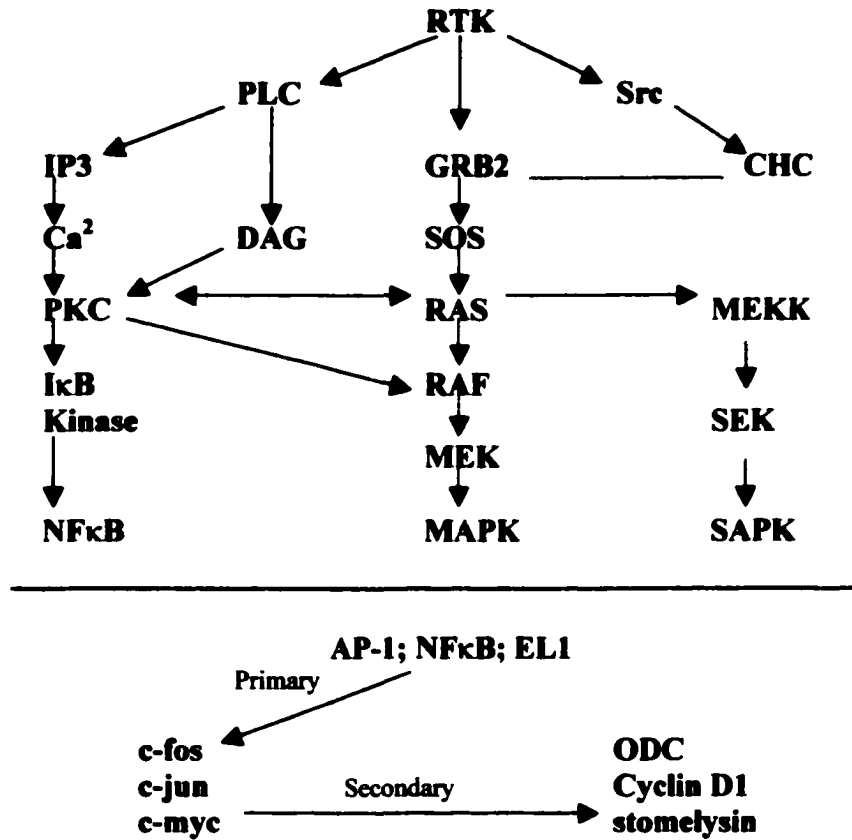 RTK
PLC Src
IP3 GRB2 CHC
Ca² DAG SOS
PKC RAS MEKK
IκB RAF
Kinase SEK
MEK
NFκB MAPK SAPK
AP-1; NFκB; EL1
Primary
c-fos ODC
c-jun Secondary Cyclin D1
c-myc stomelysin